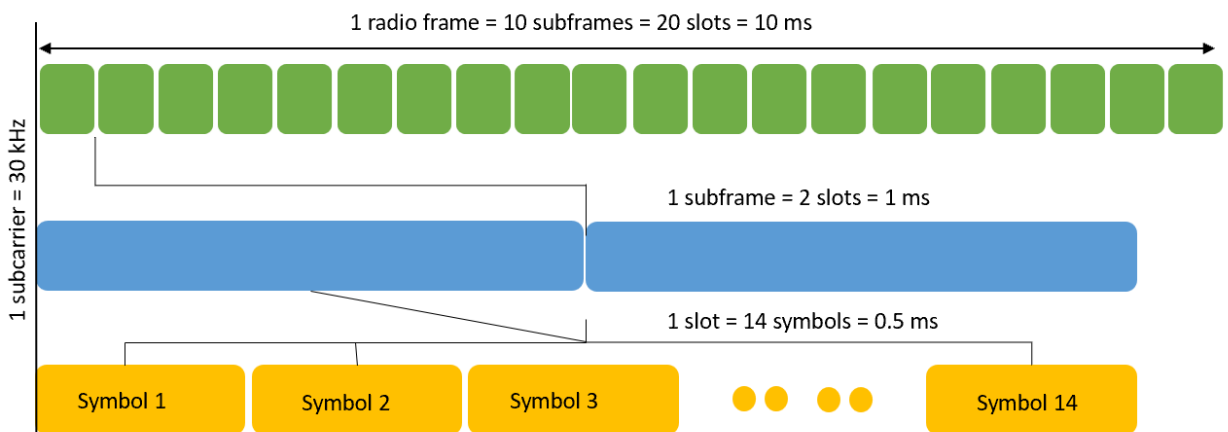 1 radio frame = 10 subframes = 20 slots = 10 ms
1 subcarrier = 30 kHz
1 subframe = 2 slots = 1 ms
1 slot = 14 symbols = 0.5 ms
Symbol 1
Symbol 2
Symbol 3
Symbol 14